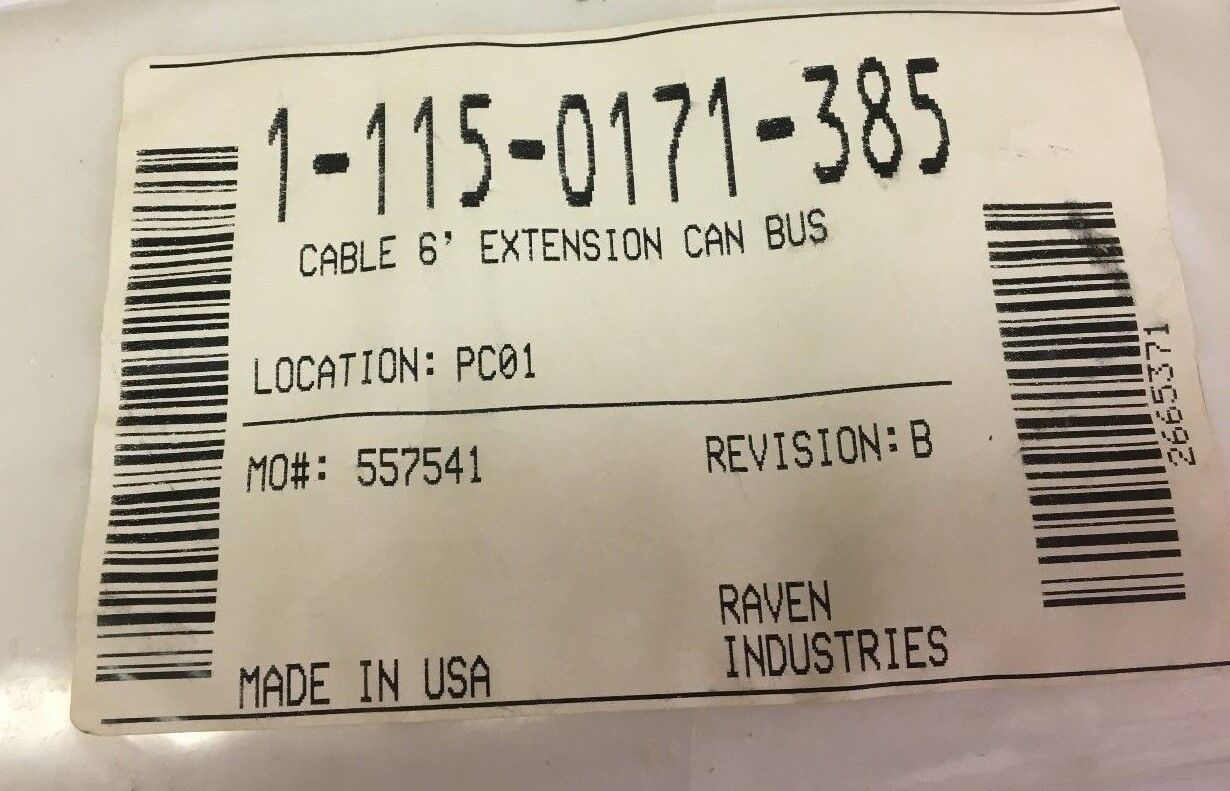 1-115-0171-385
CABLE 6' EXTENSION CAN BUS
LOCATION: PC01
MO#: 557541
REVISION: B
2665371
MADE IN USA
RAVEN
INDUSTRIES